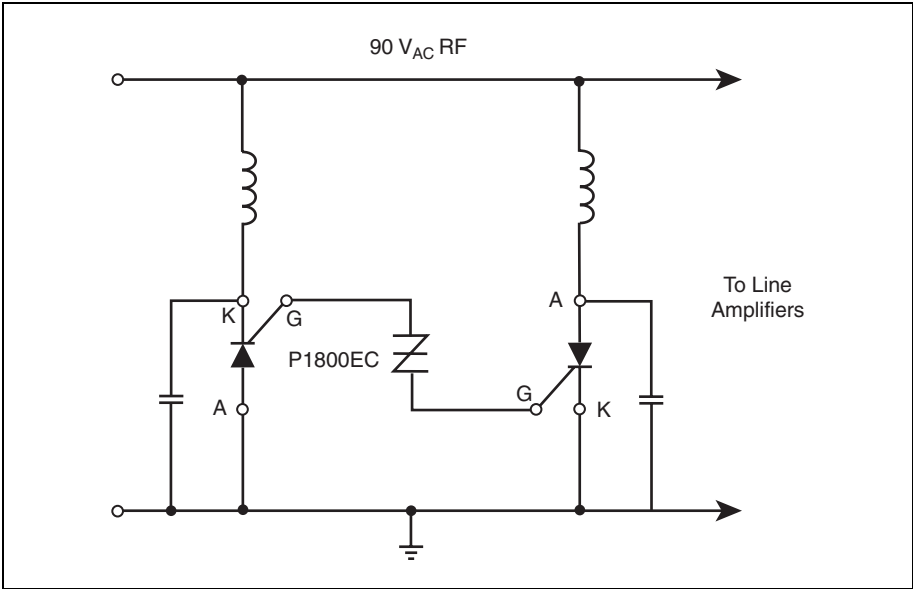 90 VAC RF
K
G
A
To Line
Amplifiers
P1800EC
A
G
K